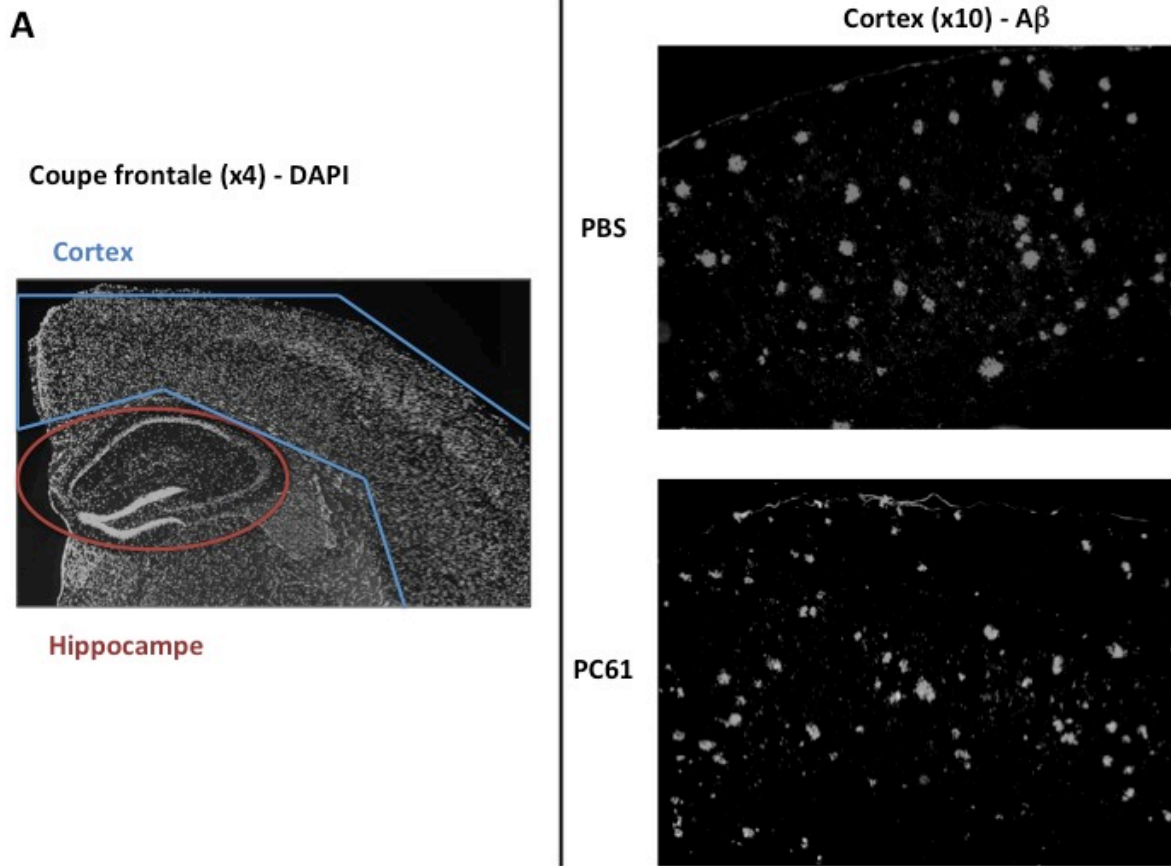 A
Coupe frontale (x4) - DAPI
Cortex
Hippocampe
Cortex (x10) - Aβ
PBS
PC61